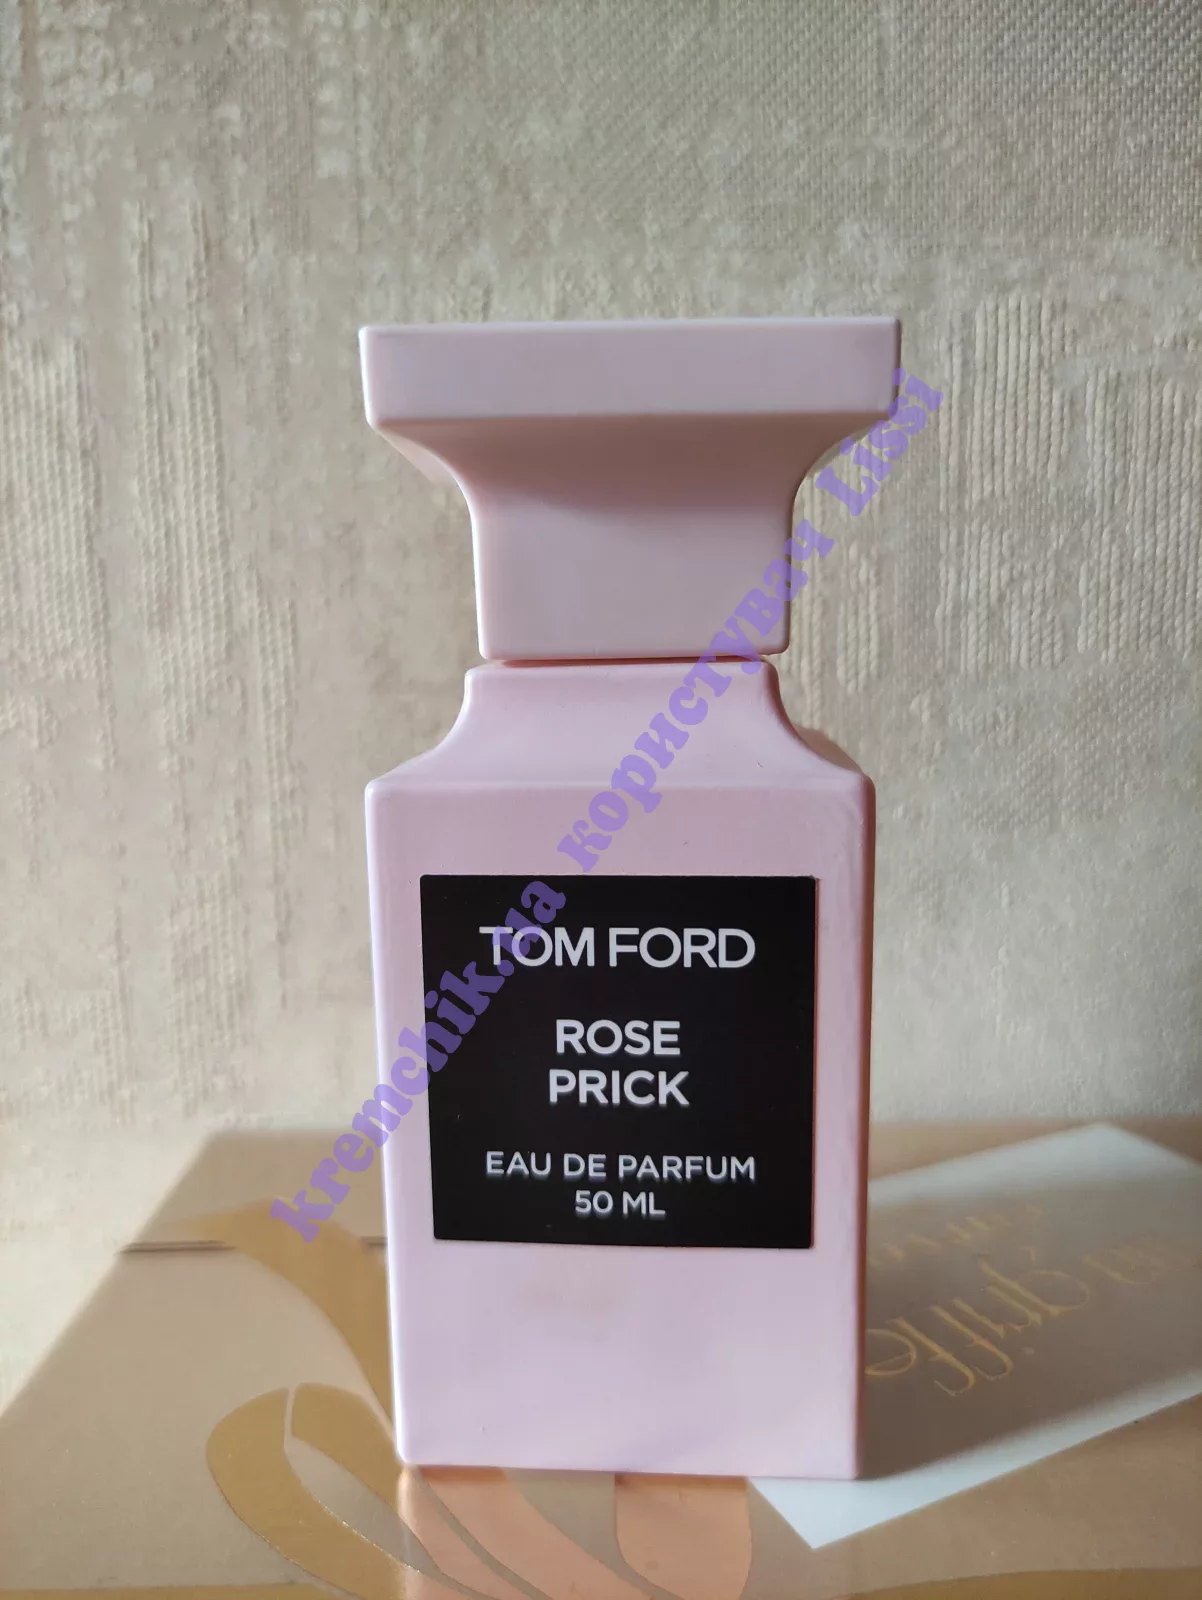 TOM FORD
ROSE
PRICK
EAU DE PARFUM
50 ML
kremchik.ua користувач Lissi